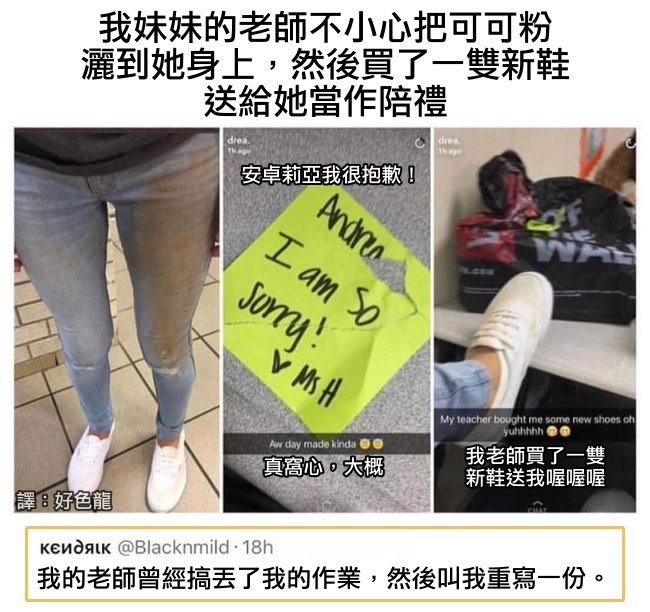 我妹妹的老師不小心把可可粉
灑到她身上，然後買了一雙新鞋
送給她當作陪禮
drea.
1h ago
安卓莉亞我很抱歉！
Andrea
I am so
sorry!
Ms H
Aw day made kinda
真窩心，大概
drea.
1h ago
OFF
THE
WALL
My teacher bought me some new shoes oh
yuhhhhh
我老師買了一雙
新鞋送我喔喔喔
CHAT
譯：好色龍
ĸєи∂яιĸ @Blacknmild · 18h
我的老師曾經搞丟了我的作業，然後叫我重寫一份。